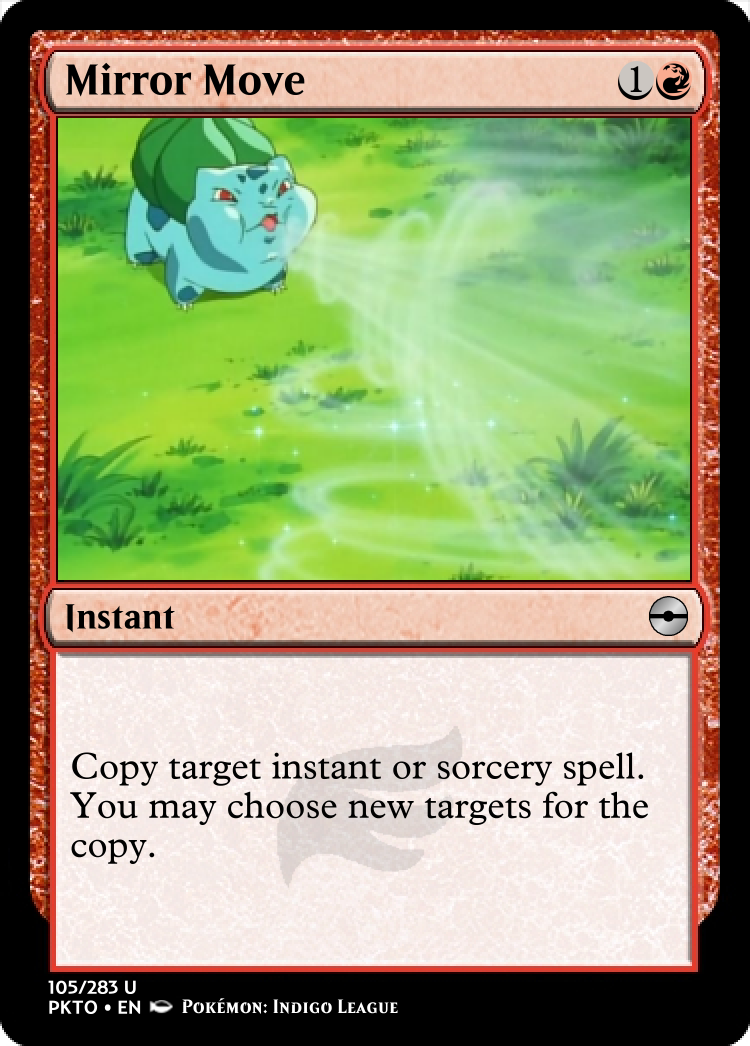 Mirror Move
1
Instant
Copy target instant or sorcery spell.
You may choose new targets for the
copy.
105/283 U
PKTO • EN Pokémon: Indigo League